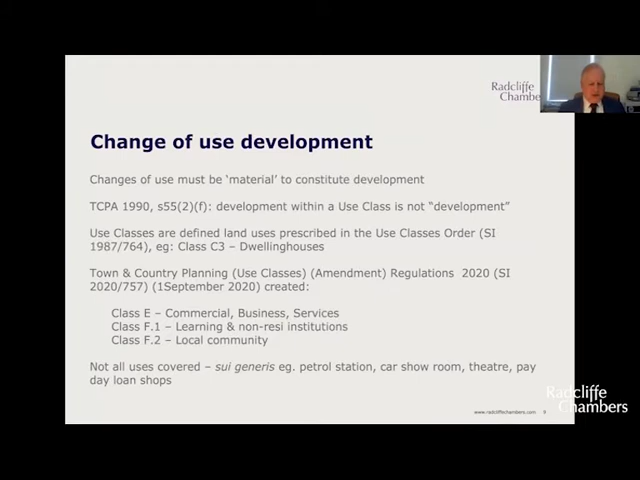 Radcliffe
Chambe
Change of use development
Changes of use must be ‘material’ to constitute development
TCPA 1990, s55(2)(f): development within a Use Class is not “development”
Use Classes are defined land uses prescribed in the Use Classes Order (SI
1987/764), eg: Class C3 – Dwellinghouses
Town & Country Planning (Use Classes) (Amendment) Regulations 2020 (SI
2020/757) (1September 2020) created:
Class E – Commercial, Business, Services
Class F.1 – Learning & non-resi institutions
Class F.2 – Local community
Not all uses covered – sui generis eg. petrol station, car show room, theatre, pay
day loan shops
www.radcliffechambers.com 9
Radcliffe
Chambers